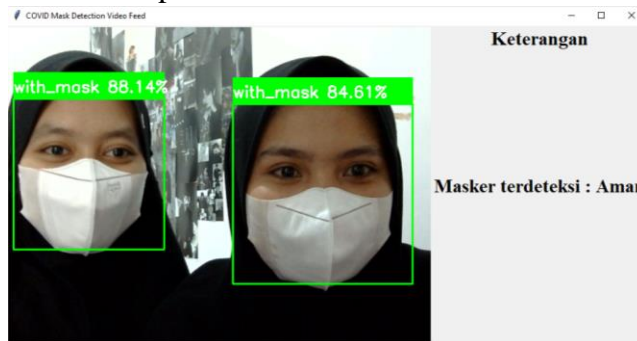 COVID Mask Detection Video Feed
Keterangan
with_mask 88.14%
with_mask 84.61%
Masker terdeteksi : Aman